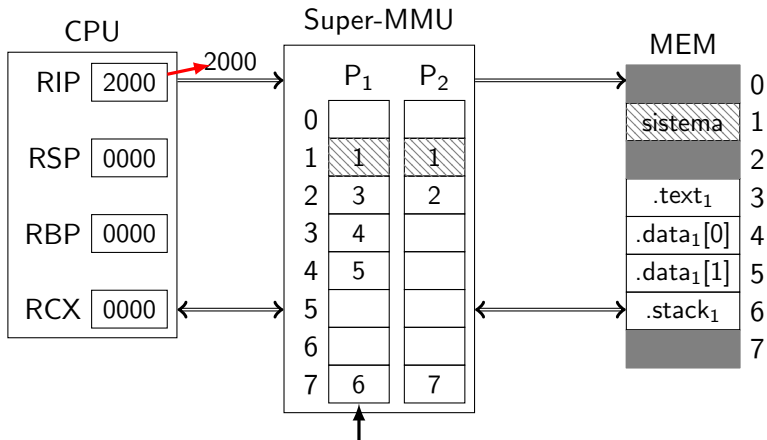 Super-MMU
CPU
MEM
2000
RIP 2000
P₁ P₂
0
0
1 1 1
sistema 1
RSP 0000
2
2 3 2
.text₁ 3
RBP 0000
3 4
.data₁[0] 4
4 5
.data₁[1] 5
RCX 0000
5
.stack₁ 6
6
7
7 6 7